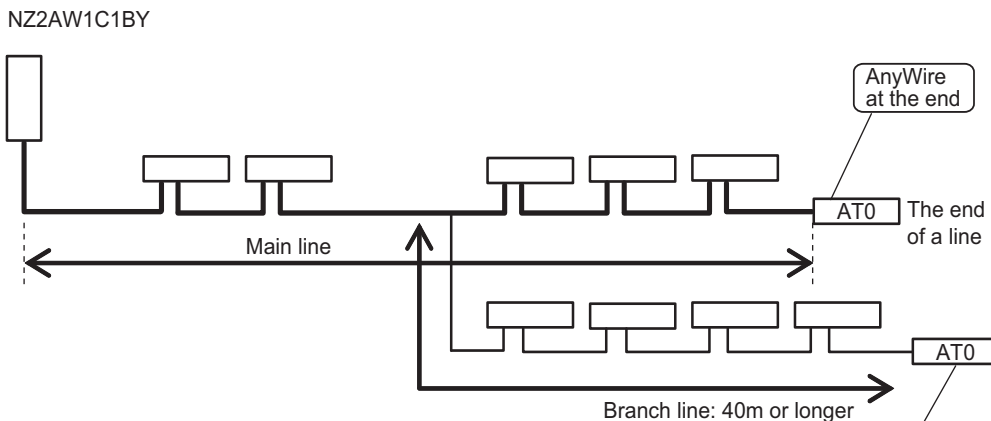 NZ2AW1C1BY
AnyWire
at the end
AT0
The end
of a line
Main line
AT0
Branch line: 40m or longer